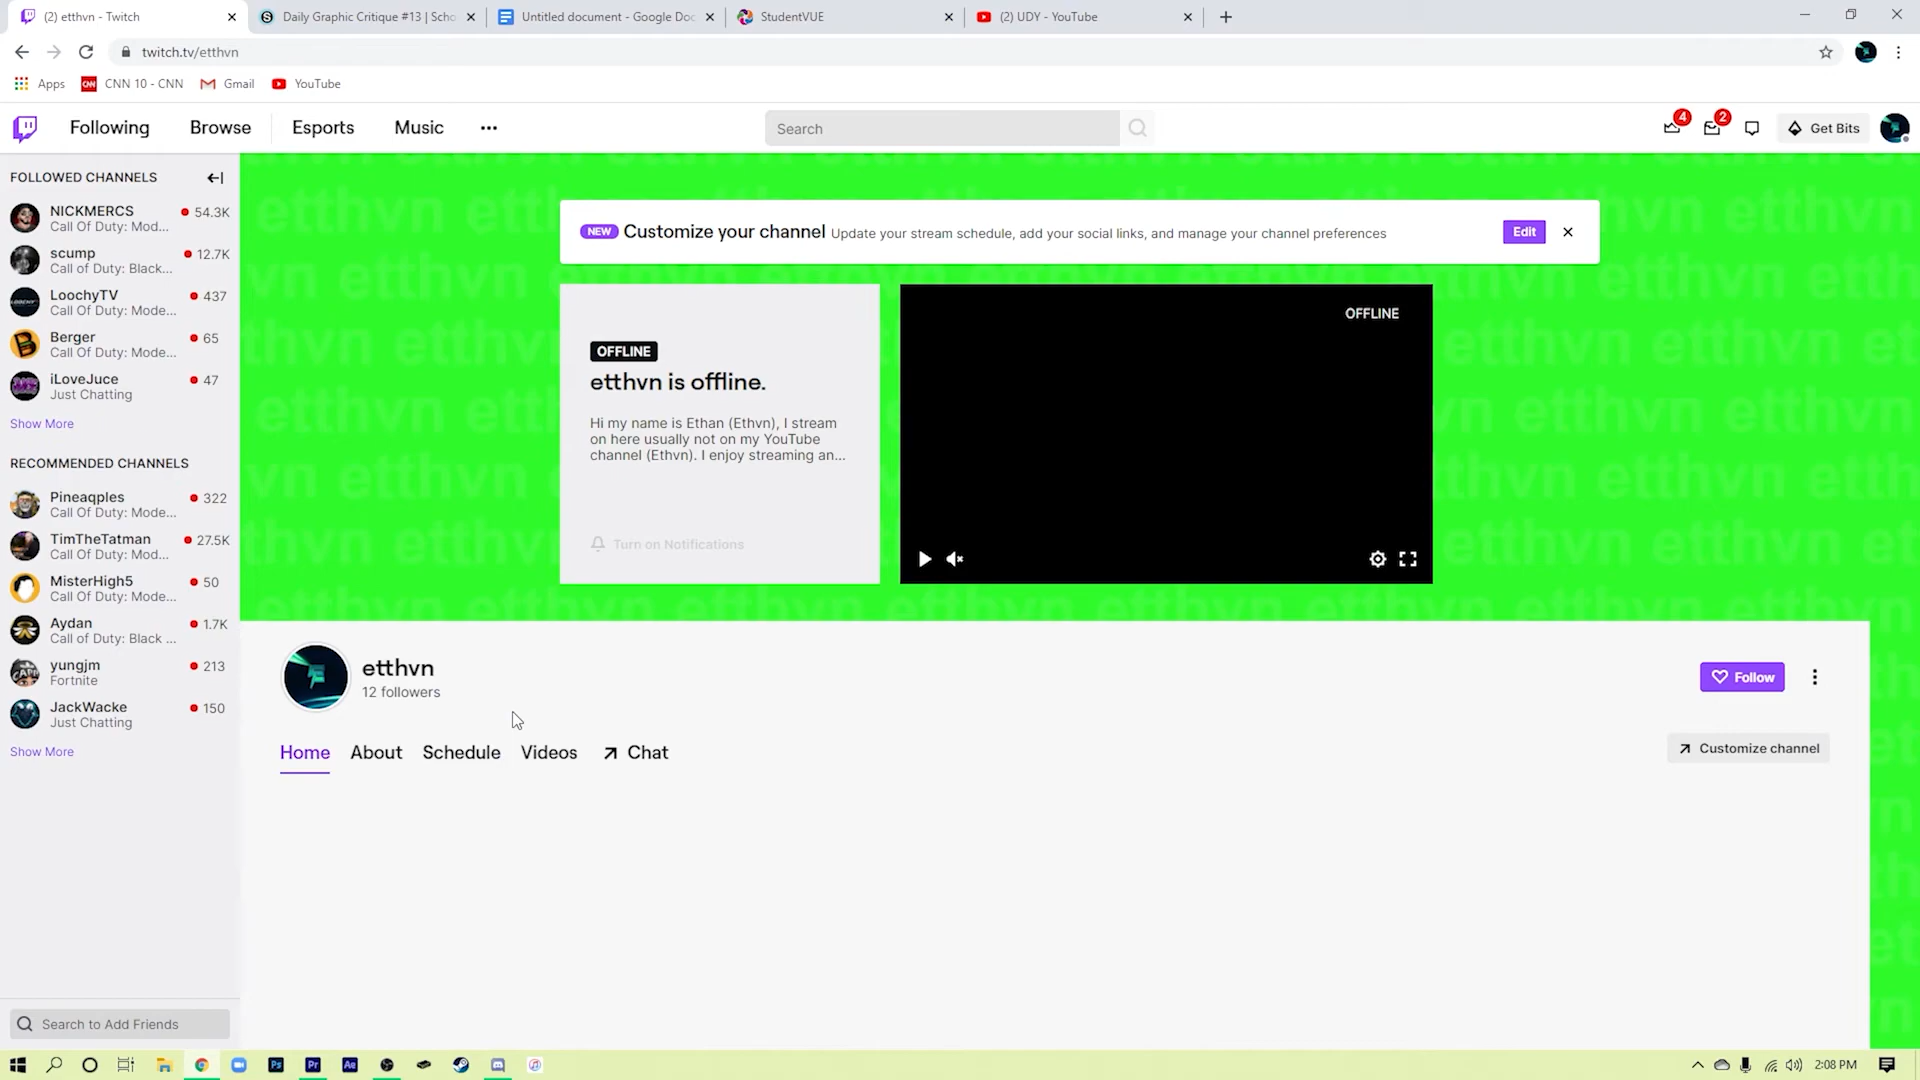 (2) etthvn - Twitch
Daily Graphic Critique #13 | Scho
Untitled document - Google Doc
StudentVUE
(2) UDY - YouTube
twitch.tv/etthvn
Apps
CNN 10 - CNN
Gmail
YouTube
Following
Browse
Esports
Music
Search
4
2
Get Bits
FOLLOWED CHANNELS
NICKMERCS
54.3K
Call Of Duty: Mod...
scump
12.7K
Call of Duty: Black...
LoochyTV
437
Call Of Duty: Mode...
Berger
65
Call Of Duty: Mode...
iLoveJuce
47
Just Chatting
Show More
RECOMMENDED CHANNELS
Pineaqples
322
Call Of Duty: Mode...
TimTheTatman
27.5K
Call Of Duty: Mod...
MisterHigh5
50
Call Of Duty: Mode...
Aydan
1.7K
Call of Duty: Black ...
yungjm
213
Fortnite
JackWacke
150
Just Chatting
Show More
Search to Add Friends
NEW Customize your channel Update your stream schedule, add your social links, and manage your channel preferences
Edit
OFFLINE
etthvn is offline.
Hi my name is Ethan (Ethvn), I stream
on here usually not on my YouTube
channel (Ethvn). I enjoy streaming an...
Turn on Notifications
OFFLINE
etthvn
12 followers
Follow
Home
About
Schedule
Videos
Chat
Customize channel
Ps
Pr
Ae
2:08 PM